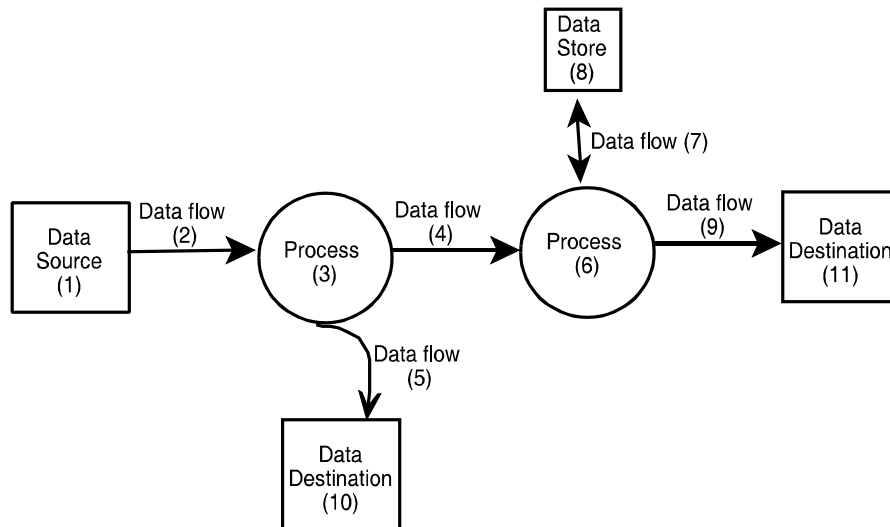 Data
Store
(8)
Data flow (7)
Data flow
(2)
Data flow
(4)
Data flow
(9)
Data
Source
(1)
Process
(3)
Process
(6)
Data
Destination
(11)
Data flow
(5)
Data
Destination
(10)